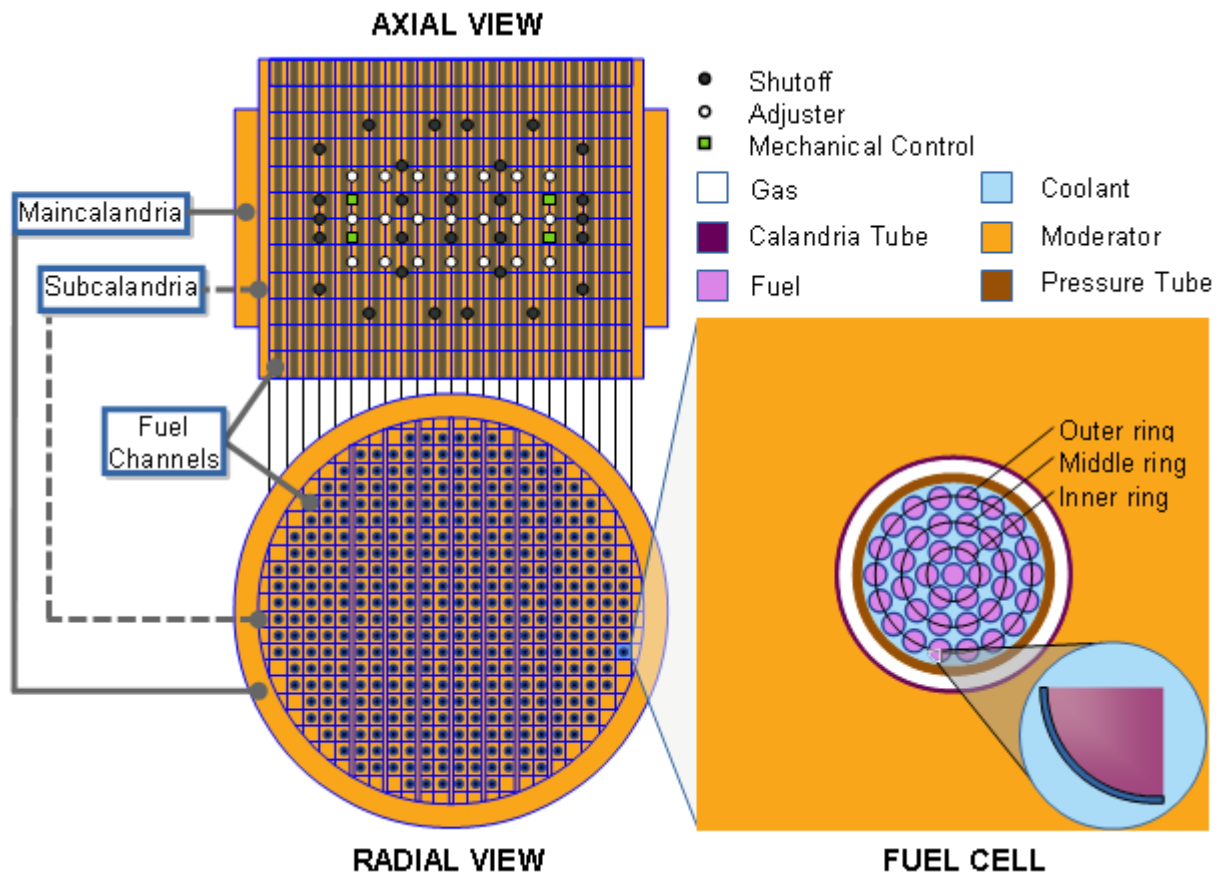 AXIAL VIEW
Shutoff
Adjuster
Mechanical Control
Gas
Coolant
Calandria Tube
Moderator
Fuel
Pressure Tube
Maincalandria
Subcalandria
Fuel
Channels
Outer ring
Middle ring
Inner ring
RADIAL VIEW
FUEL CELL